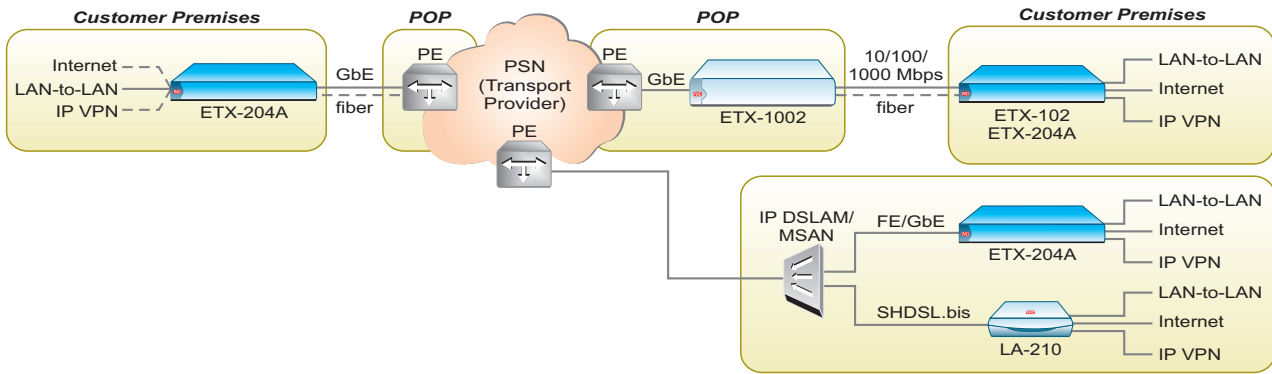 Customer Premises
POP
POP
Customer Premises
Internet
LAN-to-LAN
IP VPN
ETX-204A
GbE
fiber
PE
PSN
(Transport
Provider)
PE
PE
GbE
ETX-1002
10/100/
1000 Mbps
fiber
ETX-102
ETX-204A
LAN-to-LAN
Internet
IP VPN
IP DSLAM/
MSAN
FE/GbE
ETX-204A
LAN-to-LAN
Internet
IP VPN
SHDSL.bis
LA-210
LAN-to-LAN
Internet
IP VPN